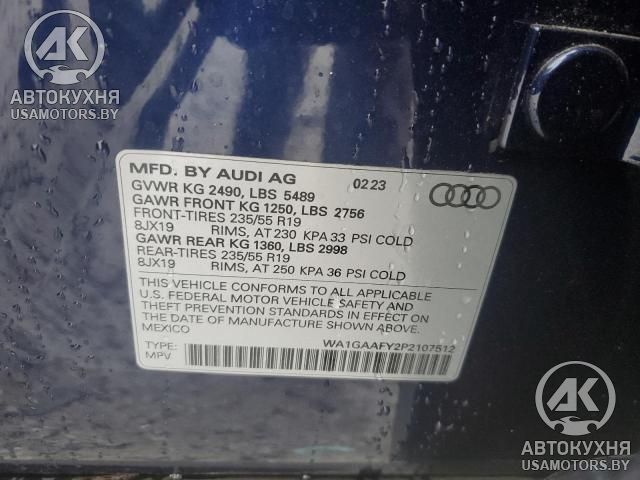 AK
АВТОКУХНЯ
USAMOTORS.BY
MFD. BY AUDI AG 02 23
GVWR KG 2490, LBS 5489
GAWR FRONT KG 1250, LBS 2756
FRONT-TIRES 235/55 R19
8JX19 RIMS, AT 230 KPA 33 PSI COLD
GAWR REAR KG 1360, LBS 2998
REAR-TIRES 235/55 R19
8JX19 RIMS, AT 250 KPA 36 PSI COLD
THIS VEHICLE CONFORMS TO ALL APPLICABLE
U.S. FEDERAL MOTOR VEHICLE SAFETY AND
THEFT PREVENTION STANDARDS IN EFFECT ON
THE DATE OF MANUFACTURE SHOWN ABOVE.
MEXICO
TYPE: WA1GAAFY2P2107512
MPV
AK
АВТОКУХНЯ
USAMOTORS.BY